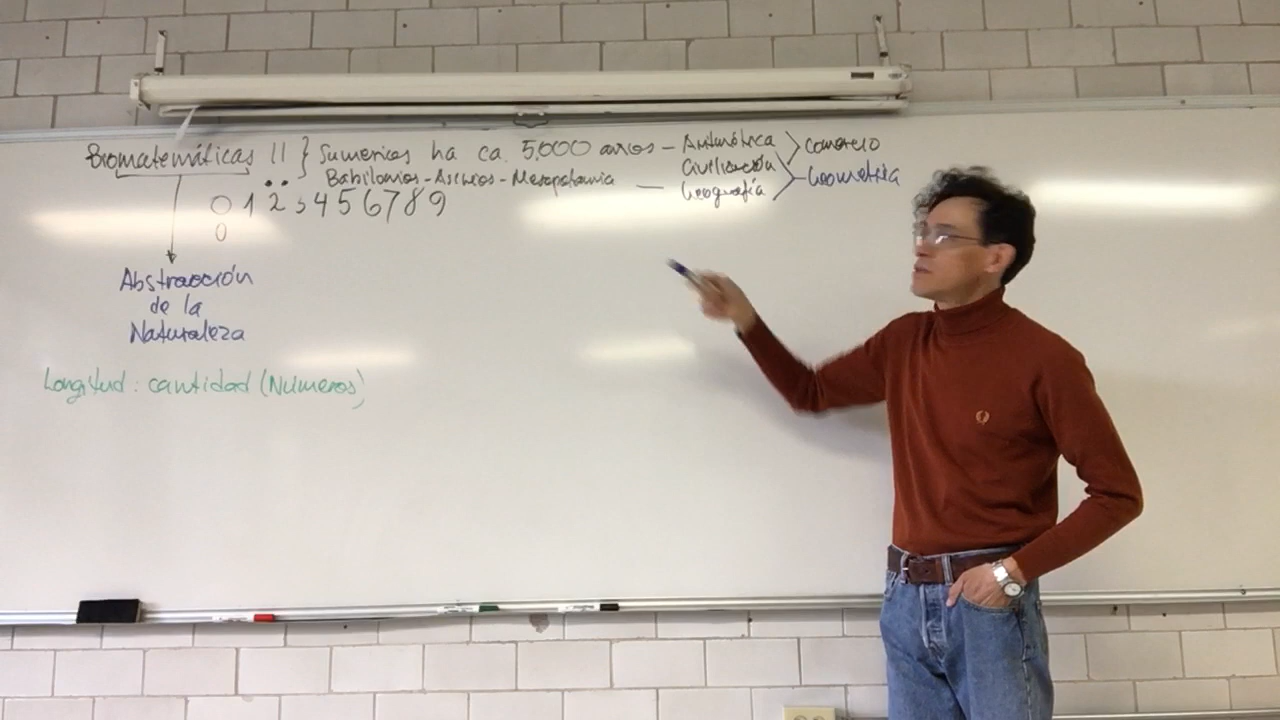 Biomatemáticas !! } Sumerios ha ca. 5,000 años — Aritmética > Comercio
Babilonios - Asirios - Mesopotamia — Civilización
Geografía > Geometría
0 1 2 3 4 5 6 7 8 9
0
Abstracción
de la
Naturaleza
Longitud: cantidad (Números)